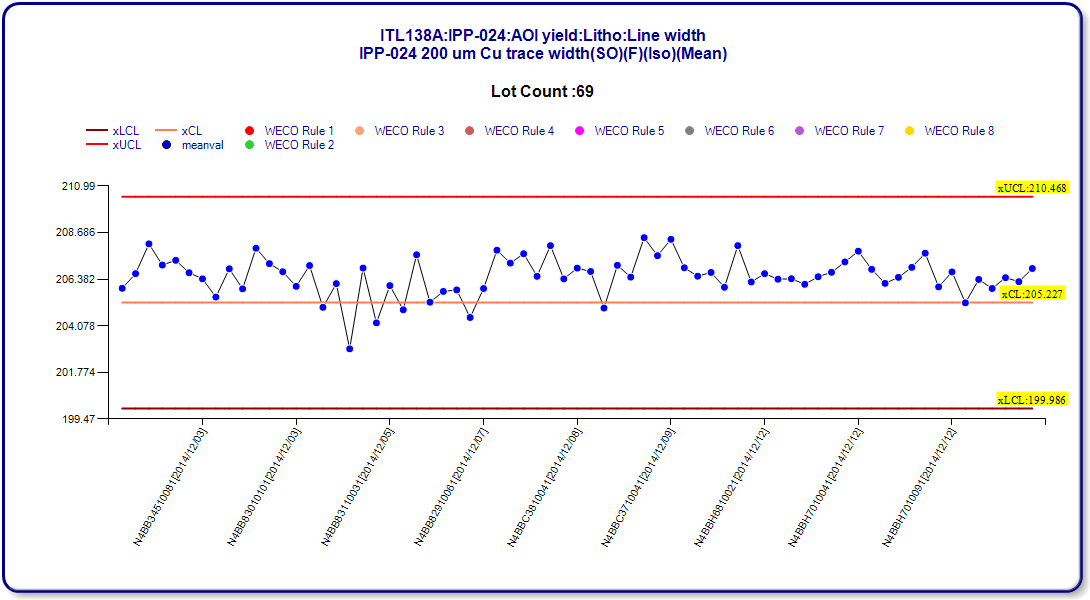 ITL138A:IPP-024:AOI yield:Litho:Line width
IPP-024 200 um Cu trace width(SO)(F)(Iso)(Mean)
Lot Count :69
xLCL xCL WECO Rule 1 WECO Rule 3 WECO Rule 4 WECO Rule 5 WECO Rule 6 WECO Rule 7 WECO Rule 8
xUCL meanval WECO Rule 2
210.99
xUCL:210.468
208.686
206.382
xCL:205.227
204.078
201.774
xLCL:199.986
199.47
N4BB34510081[2014/12/03]
N4BB83010101[2014/12/03]
N4BB83110031[2014/12/05]
N4BB82910081[2014/12/07]
N4BBC3810041[2014/12/08]
N4BBC3710041[2014/12/09]
N4BBH6810021[2014/12/12]
N4BBH7010041[2014/12/12]
N4BBH7010091[2014/12/12]